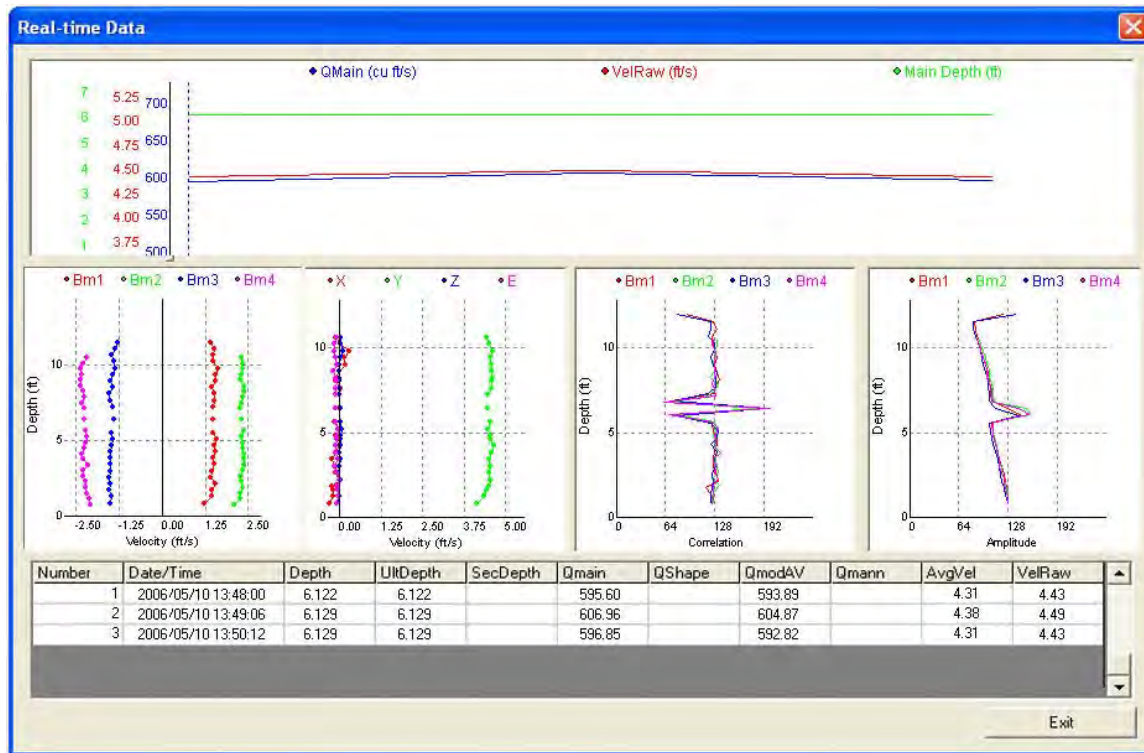 Real-time Data
QMain (cu ft/s) VelRaw (ft/s) Main Depth (ft)
7 5.25 700
6 5.00
5 4.75 650
4 4.50 600
3 4.25
2 4.00 550
1 3.75 500
Bm1 Bm2 Bm3 Bm4
Depth (ft)
10
5
0
-2.50 -1.25 0.00 1.25 2.50
Velocity (ft/s)
X Y Z E
Depth (ft)
10
5
0
0.00 1.25 2.50 3.75 5.00
Velocity (ft/s)
Bm1 Bm2 Bm3 Bm4
Depth (ft)
10
5
0
0 64 128 192
Correlation
Bm1 Bm2 Bm3 Bm4
Depth (ft)
10
5
0
0 64 128 192
Amplitude
Number Date/Time Depth UltDepth SecDepth Qmain QShape QmodAV Qmann AvgVel VelRaw
1 2006/05/10 13:48:00 6.122 6.122 595.60 593.89 4.31 4.43
2 2006/05/10 13:49:06 6.129 6.129 606.96 604.87 4.38 4.49
3 2006/05/10 13:50:12 6.129 6.129 596.85 592.82 4.31 4.43
Exit